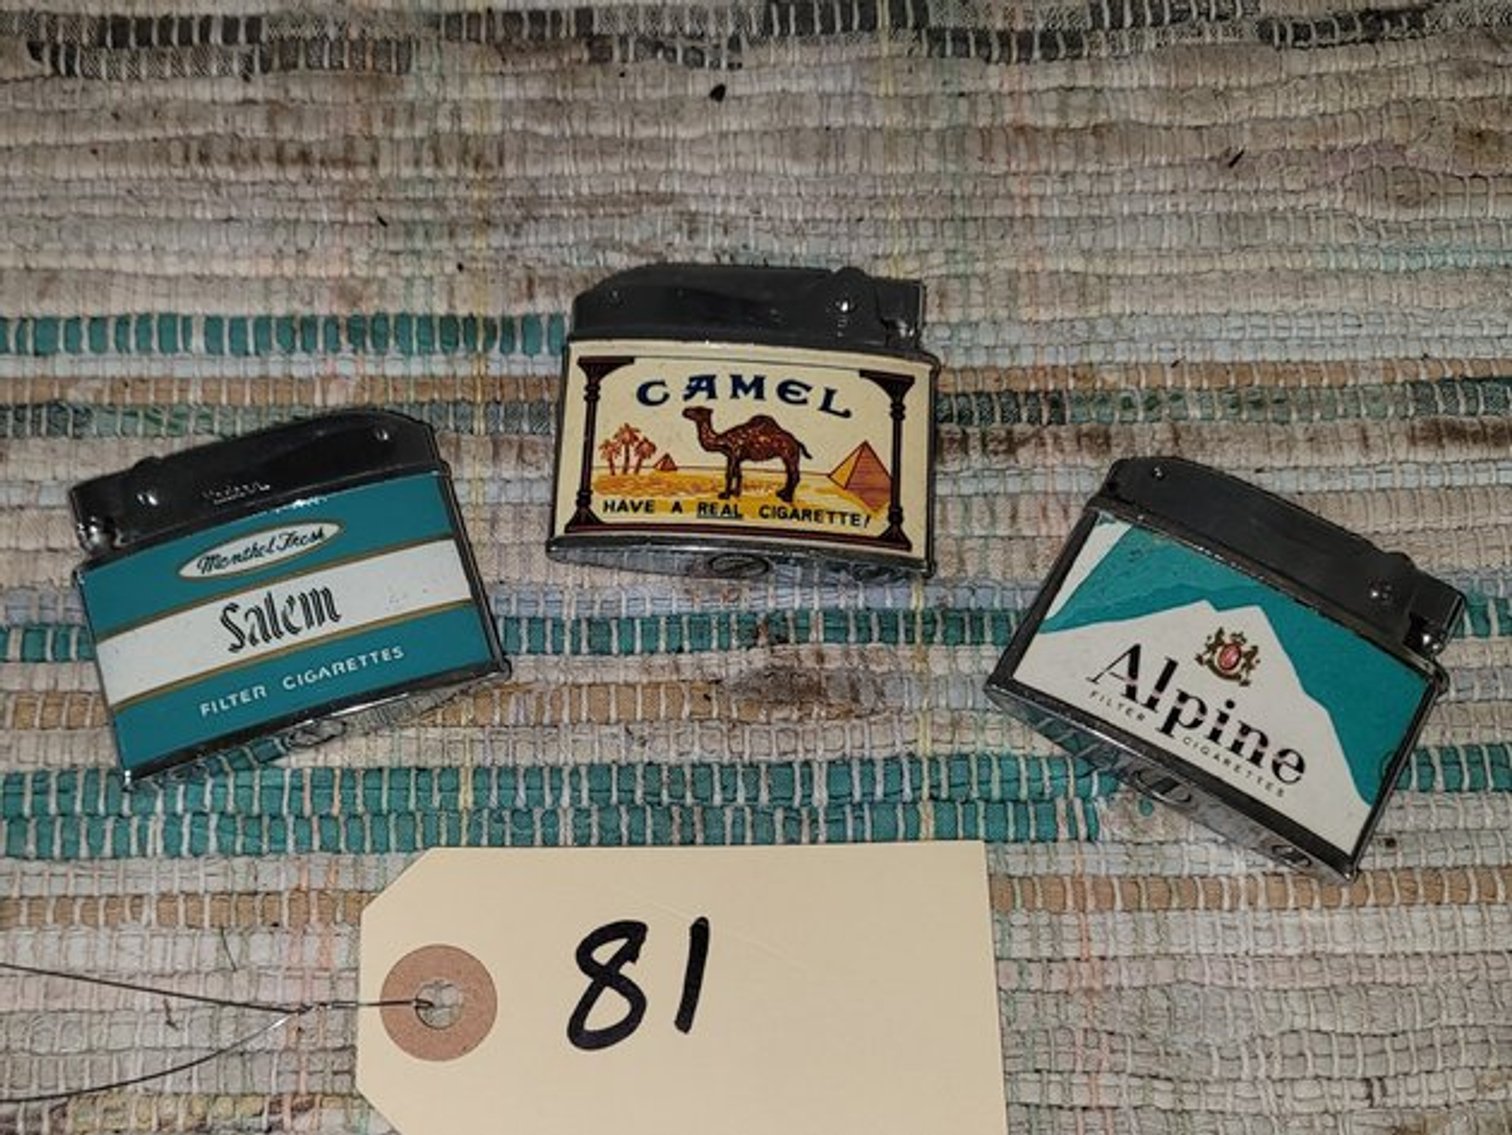 Menthol Fresh
Salem
FILTER CIGARETTES
CAMEL
HAVE A REAL CIGARETTE!
Alpine
FILTER CIGARETTES
81